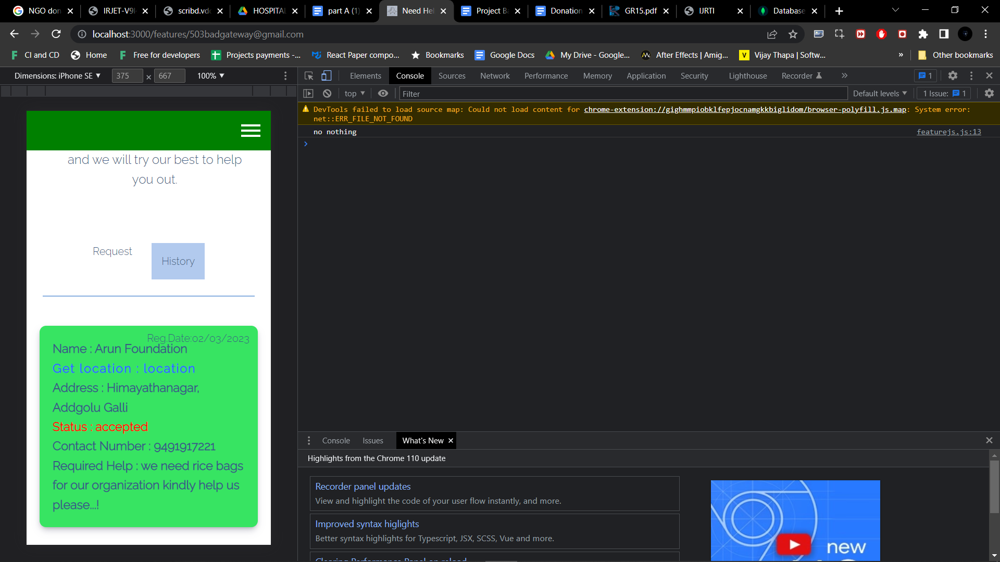 NGO don
IRJET-V9I
scribd.vdo
HOSPITAL
part A (1)
Need Hel
Project Ba
Donation
GR15.pdf
IJRTI
Database
localhost:3000/features/503badgateway@gmail.com
CI and CD
Home
Free for developers
Projects payments -...
React Paper compo...
Bookmarks
Google Docs
My Drive - Google...
After Effects | Amig...
Vijay Thapa | Softw...
»
Other bookmarks
Dimensions: iPhone SE
375 × 667
100%
Elements
Console
Sources
Network
Performance
Memory
Application
Security
Lighthouse
Recorder
»
1
top
Filter
Default levels
1 Issue: 1
DevTools failed to load source map: Could not load content for chrome-extension://gighmmpiobklfepjocnamgkkbiglidom/browser-polyfill.js.map: System error:
net::ERR_FILE_NOT_FOUND
no nothing
featurejs.js:13
and we will try our best to help
you out.
Request
History
Reg.Date:02/03/2023
Name : Arun Foundation
Get location : location
Address : Himayathanagar,
Addgolu Galli
Status : accepted
Contact Number : 9491917221
Required Help : we need rice bags
for our organization kindly help us
please...!
Console
Issues
What's New
Highlights from the Chrome 110 update
Recorder panel updates
View and highlight the code of your user flow instantly, and more.
Improved syntax higlights
Better syntax highlights for Typescript, JSX, SCSS, Vue and more.
Clearing Performance Panel on reload
new